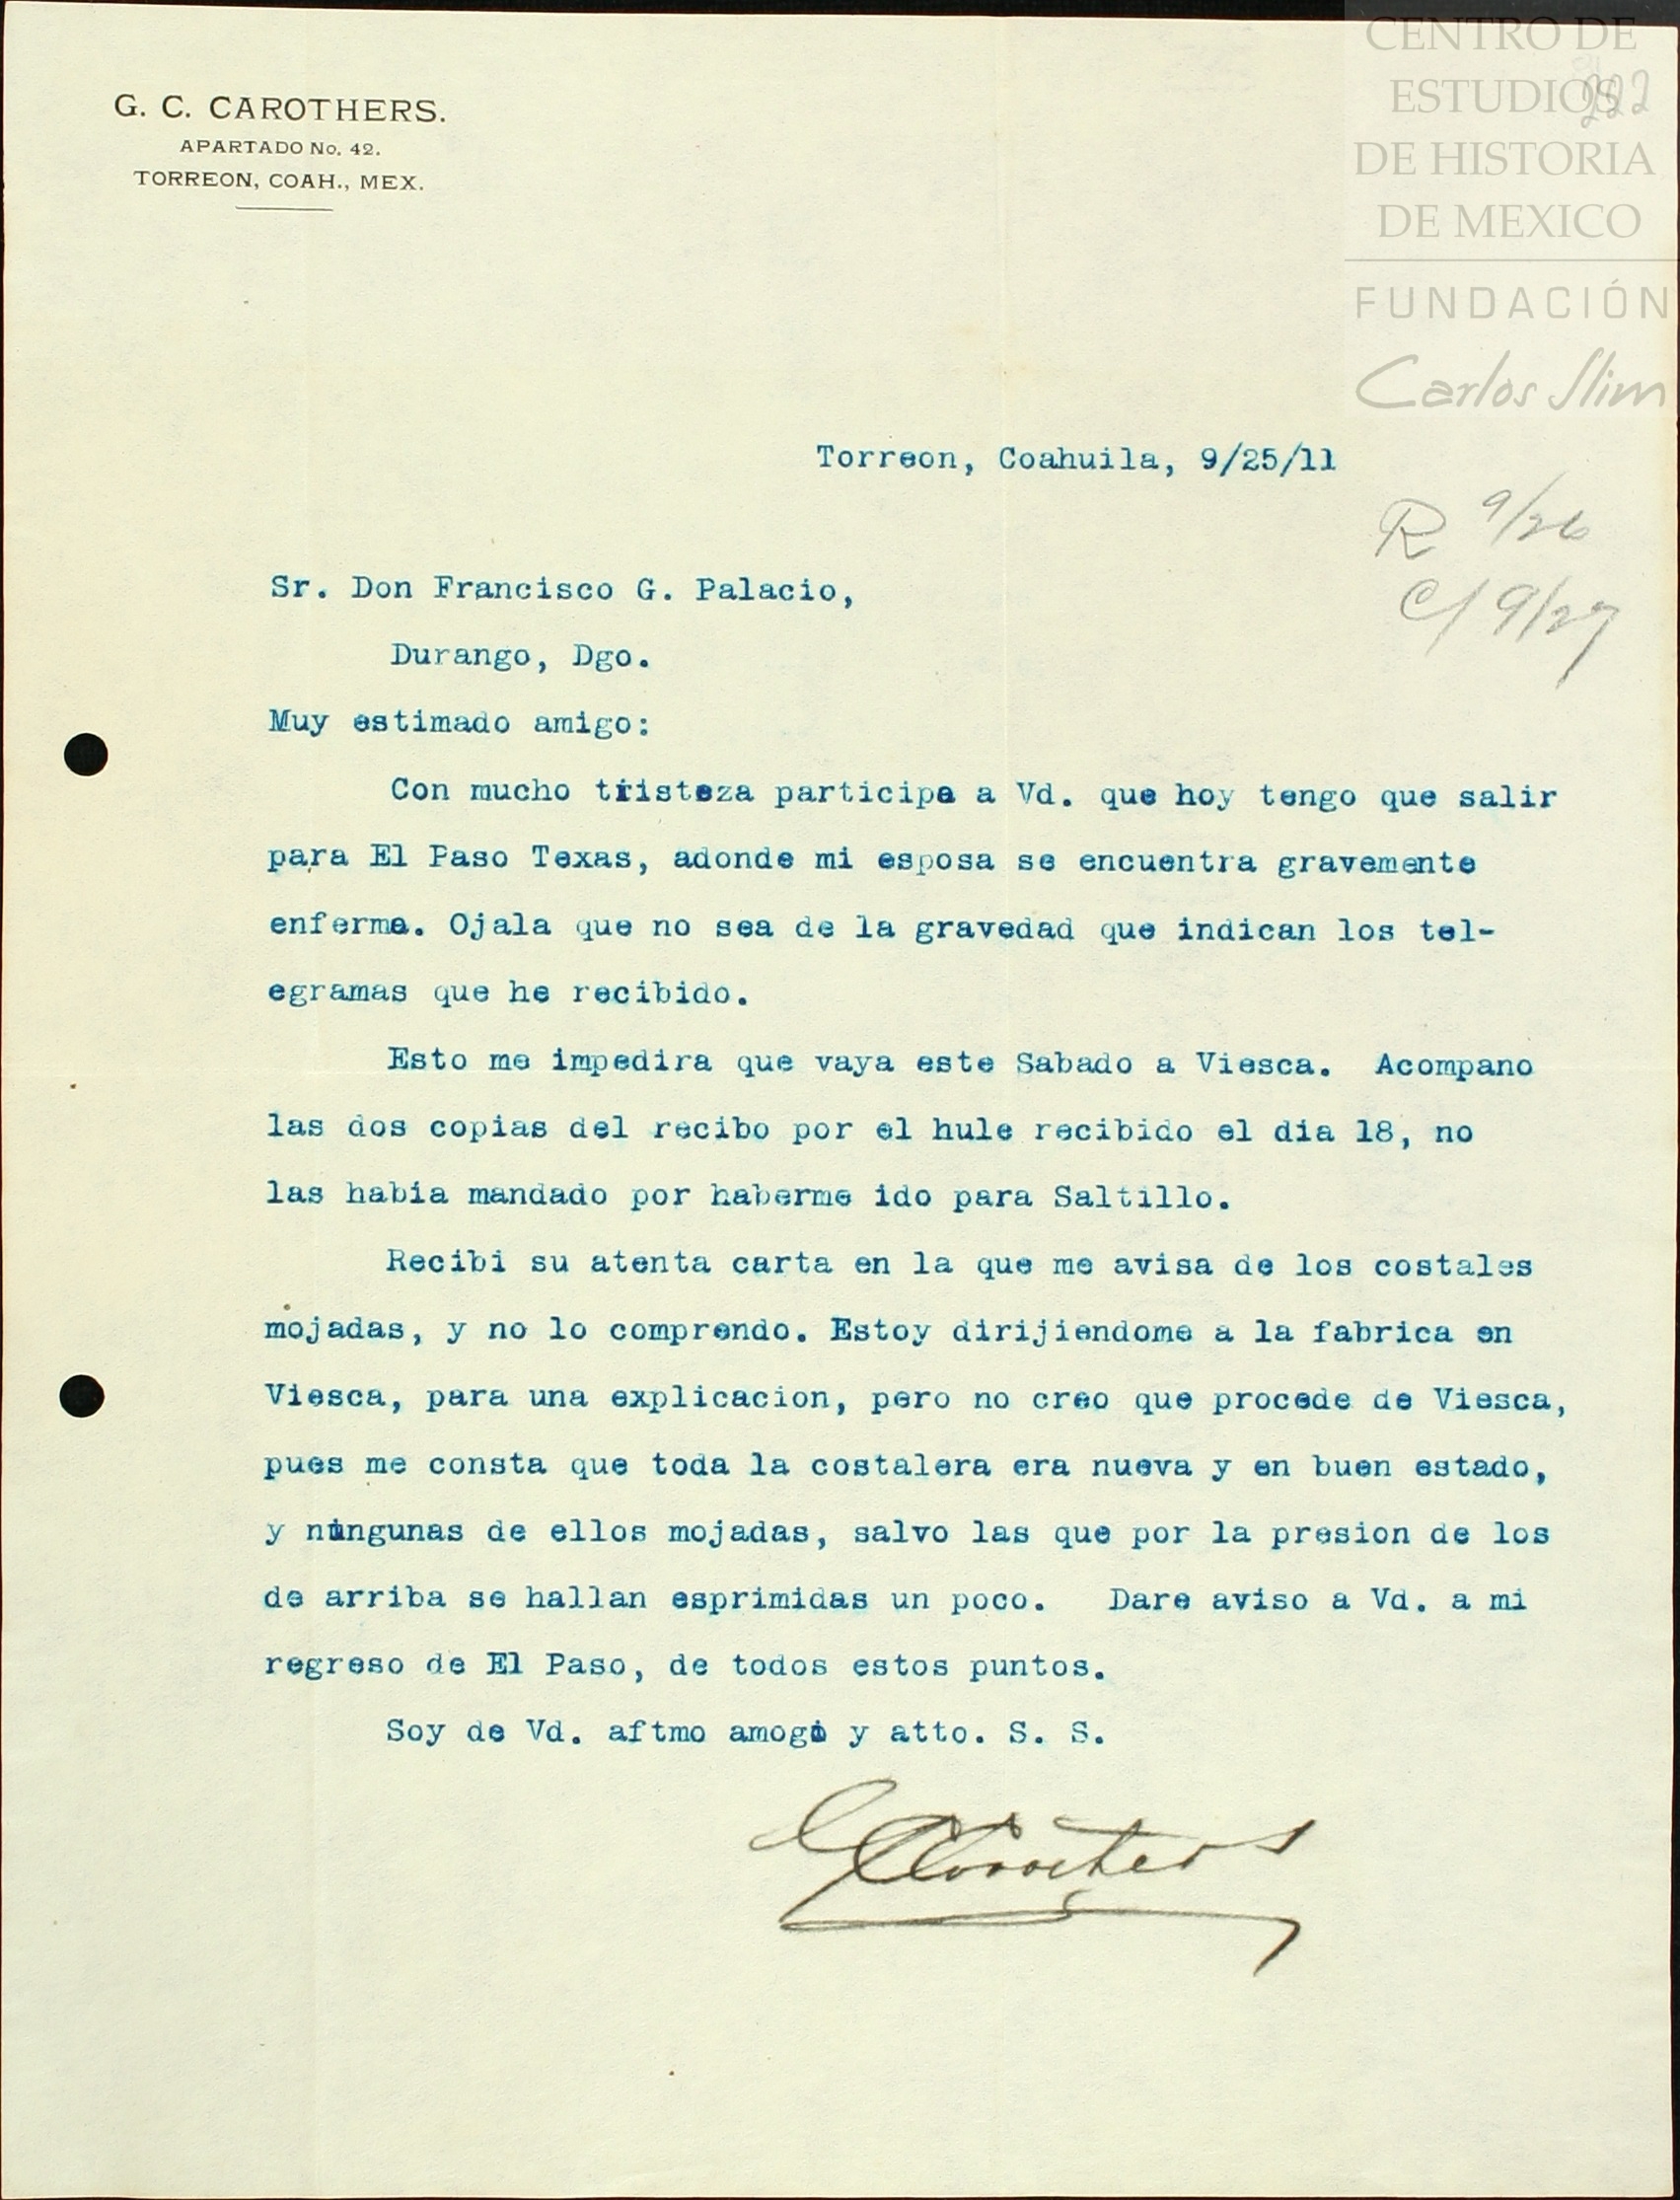 G. C. CAROTHERS.
APARTADO No. 42.
TORREON, COAH., MEX.
CENTRO DE
ESTUDIOS
222
DE HISTORIA
DE MEXICO
FUNDACIÓN
Carlos Slim
Torreon, Coahuila, 9/25/11
R 9/26
C/ 9/27
Sr. Don Francisco G. Palacio,
Durango, Dgo.
Muy estimado amigo:
Con mucho tristeza participe a Vd. que hoy tengo que salir
para El Paso Texas, adonde mi esposa se encuentra gravemente
enferma. Ojala que no sea de la gravedad que indican los tel-
egramas que he recibido.
Esto me impedira que vaya este Sabado a Viesca. Acompano
las dos copias del recibo por el hule recibido el dia 18, no
las habia mandado por haberme ido para Saltillo.
Recibi su atenta carta en la que me avisa de los costales
mojadas, y no lo comprendo. Estoy dirijiendome a la fabrica en
Viesca, para una explicacion, pero no creo que procede de Viesca,
pues me consta que toda la costalera era nueva y en buen estado,
y ningunas de ellos mojadas, salvo las que por la presion de los
de arriba se hallan esprimidas un poco. Dare aviso a Vd. a mi
regreso de El Paso, de todos estos puntos.
Soy de Vd. aftmo amogo y atto. S. S.
GCCarothers